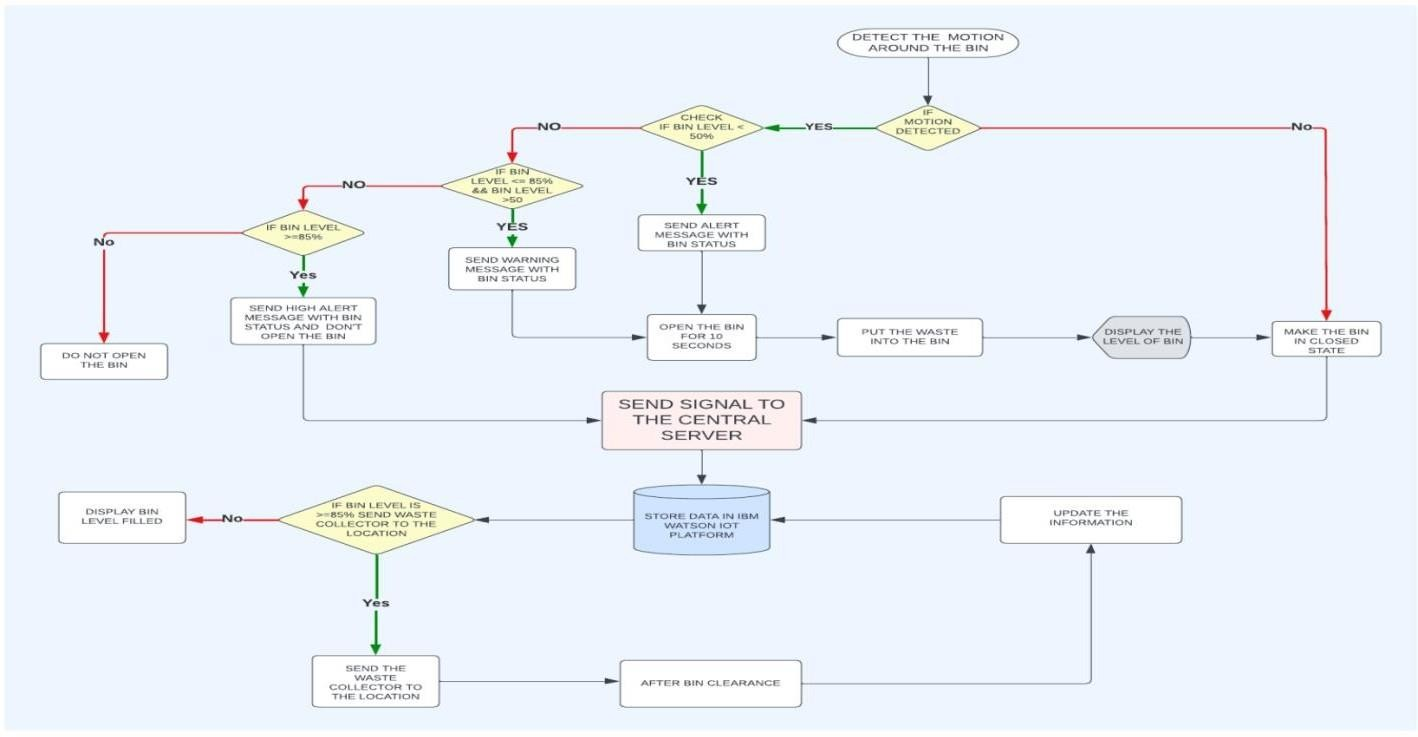 DETECT THE MOTION
AROUND THE BIN
IF
MOTION
DETECTED
YES
No
CHECK
IF BIN LEVEL <
50%
NO
YES
IF BIN
LEVEL <= 85%
&& BIN LEVEL
>50
NO
YES
IF BIN LEVEL
>=85%
No
Yes
SEND ALERT
MESSAGE WITH
BIN STATUS
SEND WARNING
MESSAGE WITH
BIN STATUS
SEND HIGH ALERT
MESSAGE WITH BIN
STATUS AND DON'T
OPEN THE BIN
DO NOT OPEN
THE BIN
OPEN THE BIN
FOR 10
SECONDS
PUT THE WASTE
INTO THE BIN
DISPLAY THE
LEVEL OF BIN
MAKE THE BIN
IN CLOSED
STATE
SEND SIGNAL TO
THE CENTRAL
SERVER
STORE DATA IN IBM
WATSON IOT
PLATFORM
IF BIN LEVEL IS
>=85% SEND WASTE
COLLECTOR TO THE
LOCATION
No
DISPLAY BIN
LEVEL FILLED
Yes
SEND THE
WASTE
COLLECTOR TO
THE LOCATION
AFTER BIN CLEARANCE
UPDATE THE
INFORMATION